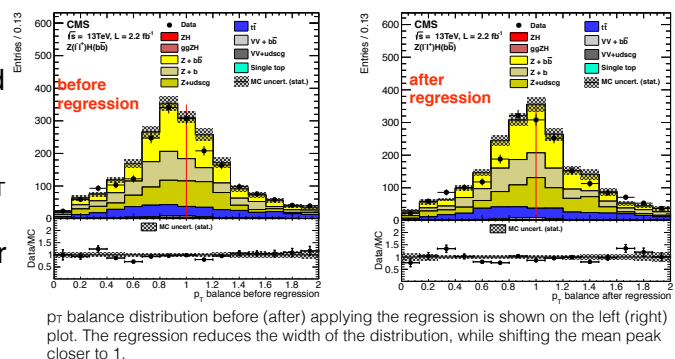 CMS
√s = 13TeV, L = 2.2 fb⁻¹
Z(l⁻l⁺)H(bb̄)
Data
ZH
ggZH
Z + bb̄
Z + b
Z+udscg
tt̄
VV + bb̄
VV+udscg
Single top
MC uncert. (stat.)
before
regression
Entries / 0.13
600
500
400
300
200
100
0
MC uncert. (stat.)
Data/MC
2
1.5
1
0.5
0 0.2 0.4 0.6 0.8 1 1.2 1.4 1.6 1.8 2
p_T balance before regression
CMS
√s = 13TeV, L = 2.2 fb⁻¹
Z(l⁻l⁺)H(bb̄)
Data
ZH
ggZH
Z + bb̄
Z + b
Z+udscg
tt̄
VV + bb̄
VV+udscg
Single top
MC uncert. (stat.)
after
regression
Entries / 0.13
600
500
400
300
200
100
0
MC uncert. (stat.)
Data/MC
2
1.5
1
0.5
0 0.2 0.4 0.6 0.8 1 1.2 1.4 1.6 1.8 2
p_T balance after regression
p_T balance distribution before (after) applying the regression is shown on the left (right)
plot. The regression reduces the width of the distribution, while shifting the mean peak
closer to 1.